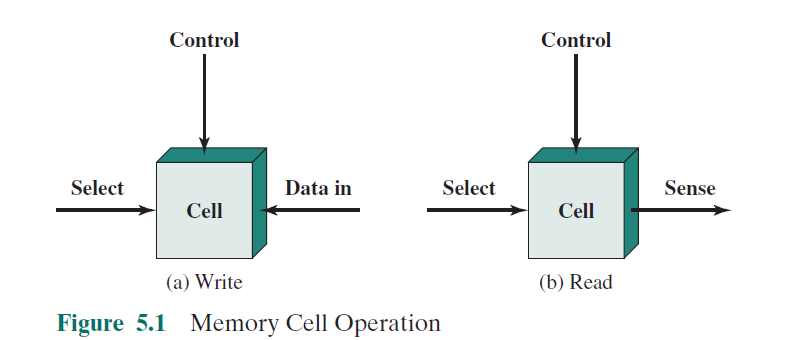 Control Control
Select Data in Select Sense
Cell Cell
(a) Write (b) Read
Figure 5.1 Memory Cell Operation